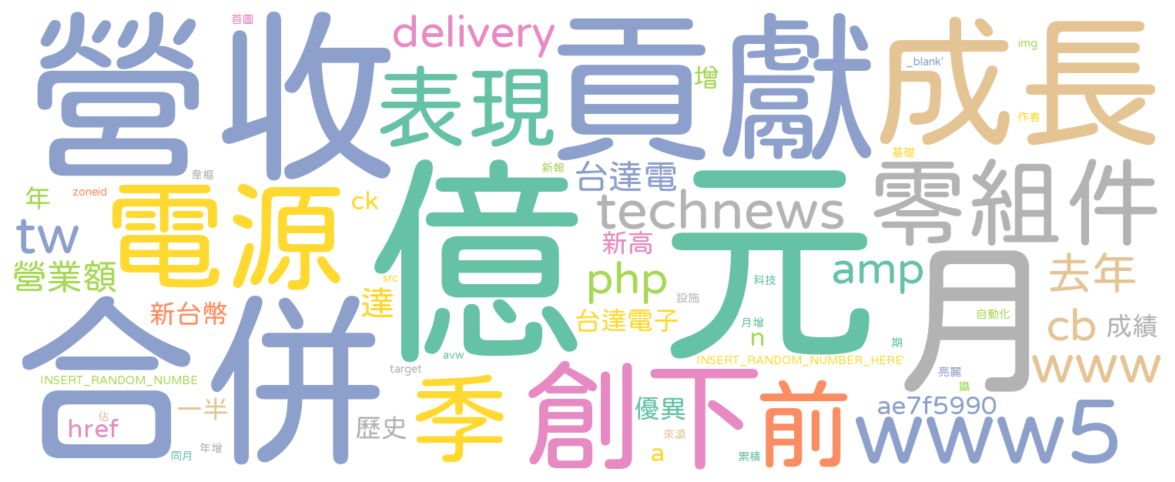 首圖
delivery
營收
貢獻
成長
img
_blank'
表現
增
作者
基礎
新報
台達電
零組件
韋樞
zoneid
年
電源
ck
億元
technews
tw
新高
月
去年
營業額
php
amp
src
科技
達
設施
新台幣
台達電子
自動化
cb
成績
合併
月增
n
期
avw
INSERT_RANDOM_NUMBER_HERE'
www
target
INSERT_RANDOM_NUMBE
季
創下
前
亮麗
攝
一半
佔
優異
ae7f5990
href
歷史
www5
來源
年增
a
同月
累積